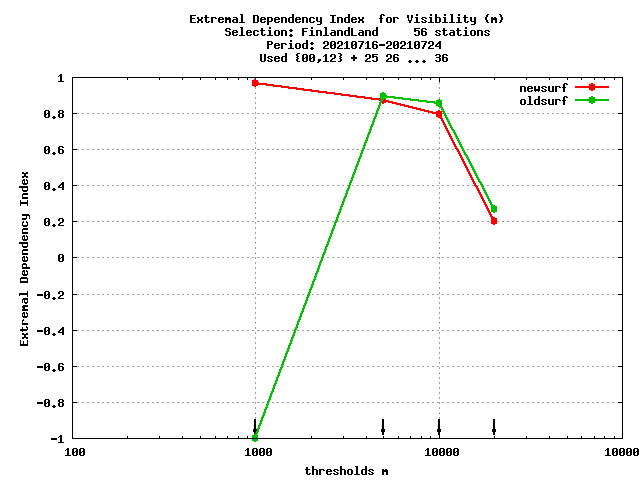 Extremal Dependency Index  for Visibility (m)
Selection: FinlandLand     56 stations
Period: 20210716-20210724
Used {00,12} + 25 26 ... 36
newsurf
oldsurf
1
0.8
0.6
0.4
0.2
0
-0.2
-0.4
-0.6
-0.8
-1
Extremal Dependency Index
100
1000
10000
10000
thresholds m